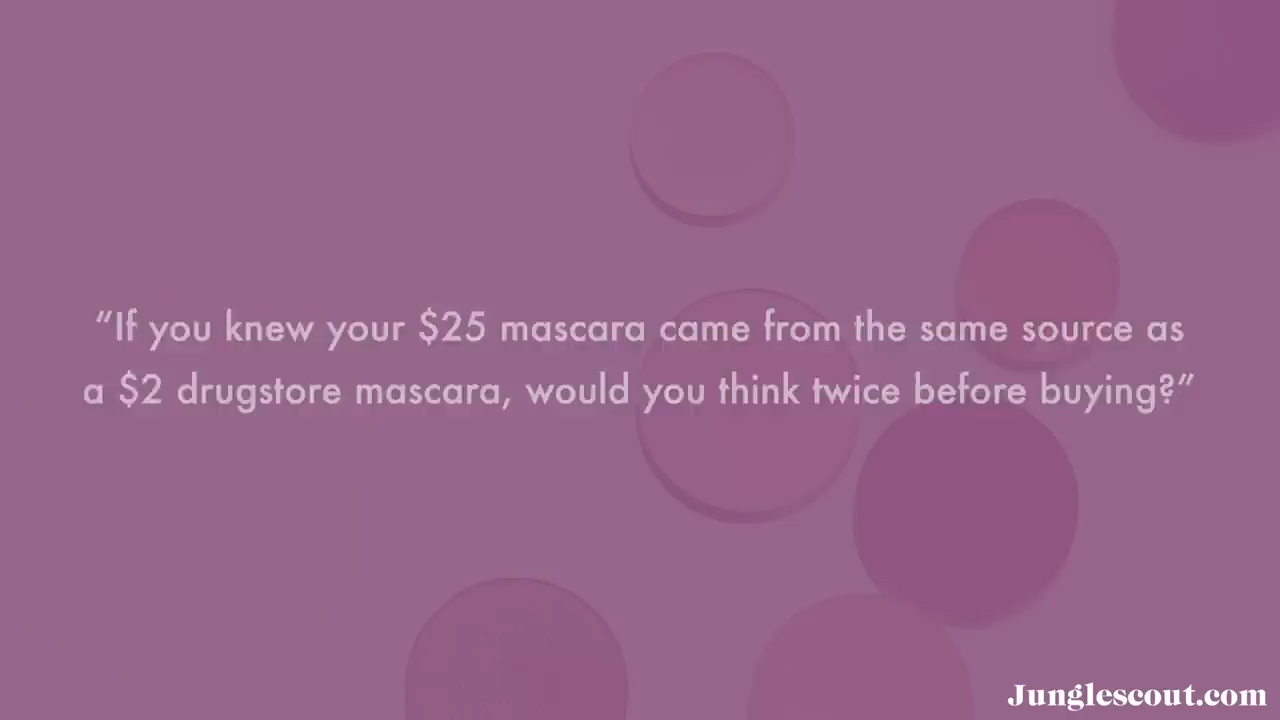 “If you knew your $25 mascara came from the same source as
a $2 drugstore mascara, would you think twice before buying?”
Junglescout.com